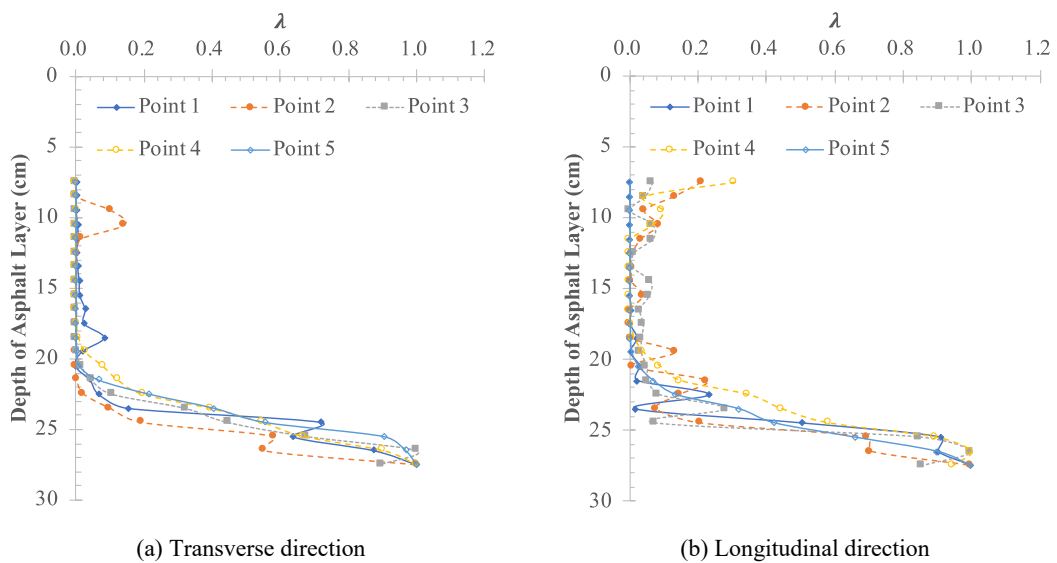 λ
0.0 0.2 0.4 0.6 0.8 1.0 1.2
0
5
10
15
20
25
30
Depth of Asphalt Layer (cm)
Point 1 Point 2 Point 3
Point 4 Point 5
(a) Transverse direction
λ
0.0 0.2 0.4 0.6 0.8 1.0 1.2
0
5
10
15
20
25
30
Depth of Asphalt Layer (cm)
Point 1 Point 2 Point 3
Point 4 Point 5
(b) Longitudinal direction